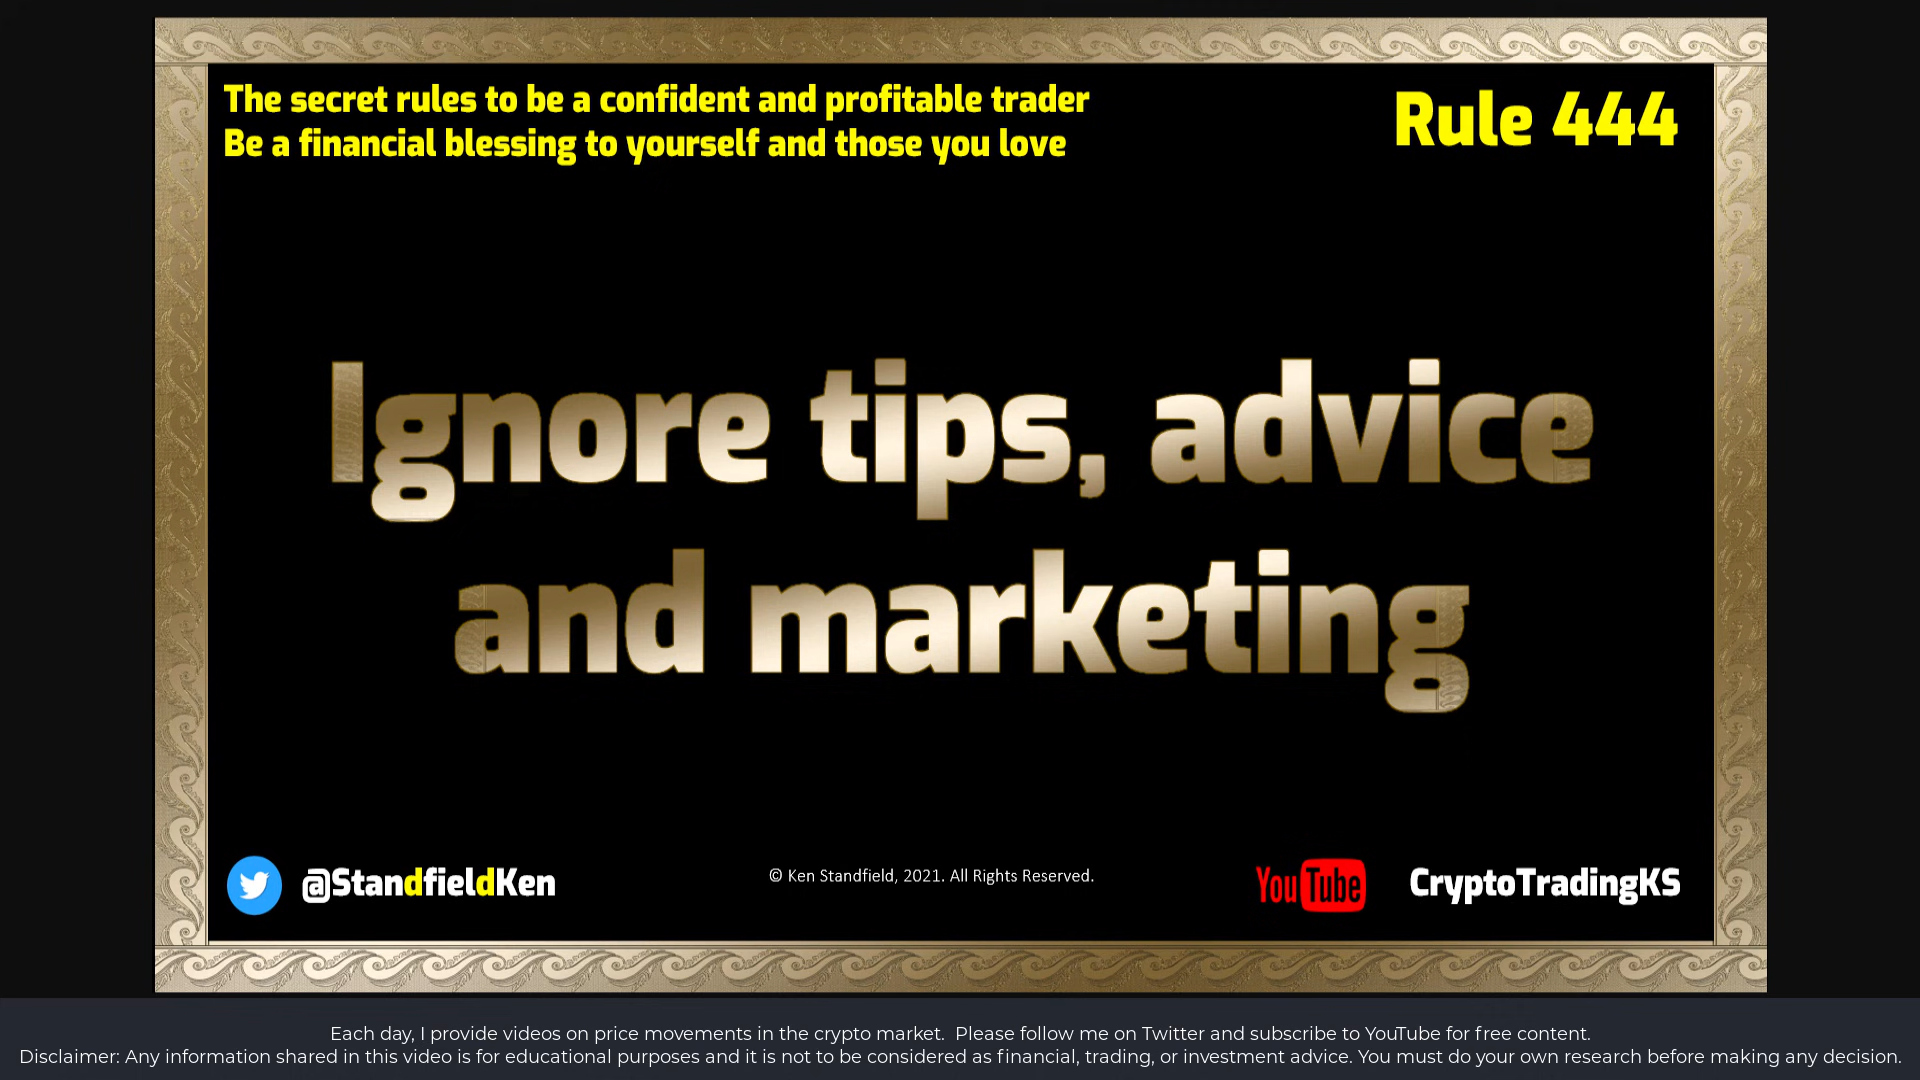 The secret rules to be a confident and profitable trader
Be a financial blessing to yourself and those you love
Rule 444
Ignore tips, advice
and marketing
@StandfieldKen
© Ken Standfield, 2021. All Rights Reserved.
YouTube
CryptoTradingKS
Each day, I provide videos on price movements in the crypto market.  Please follow me on Twitter and subscribe to YouTube for free content.
Disclaimer: Any information shared in this video is for educational purposes and it is not to be considered as financial, trading, or investment advice. You must do your own research before making any decision.